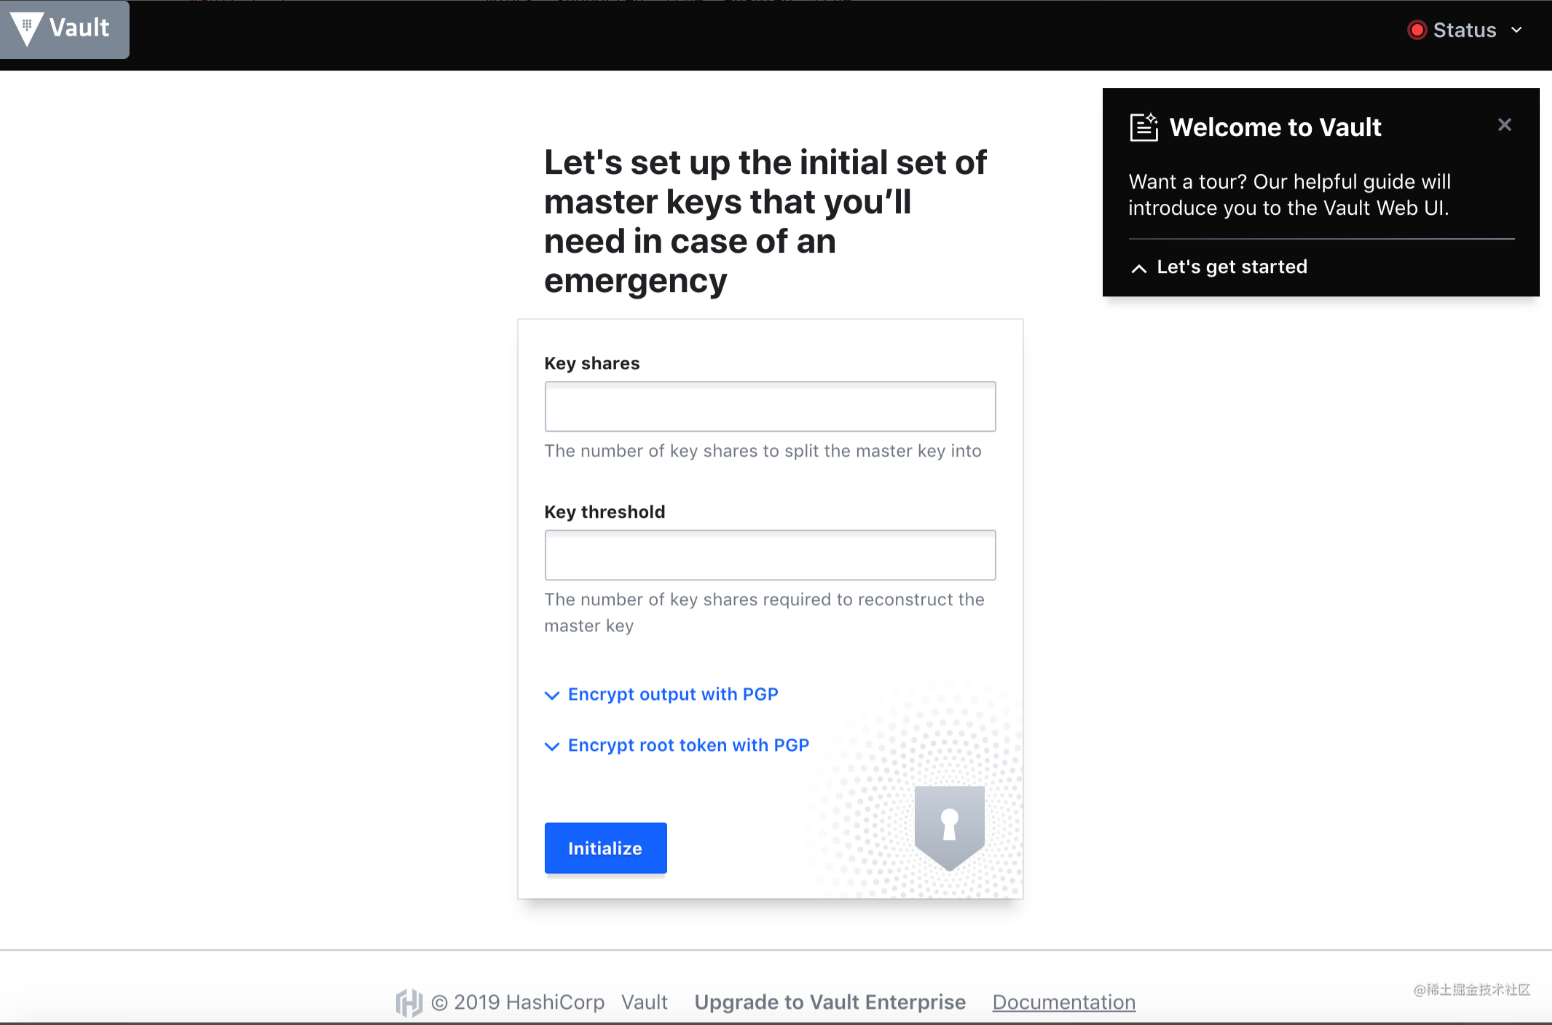 Vault
Status
Welcome to Vault
Want a tour? Our helpful guide will
introduce you to the Vault Web UI.
Let's get started
Let's set up the initial set of
master keys that you’ll
need in case of an
emergency
Key shares
The number of key shares to split the master key into
Key threshold
The number of key shares required to reconstruct the
master key
Encrypt output with PGP
Encrypt root token with PGP
Initialize
© 2019 HashiCorp Vault Upgrade to Vault Enterprise Documentation
@稀土掘金技术社区